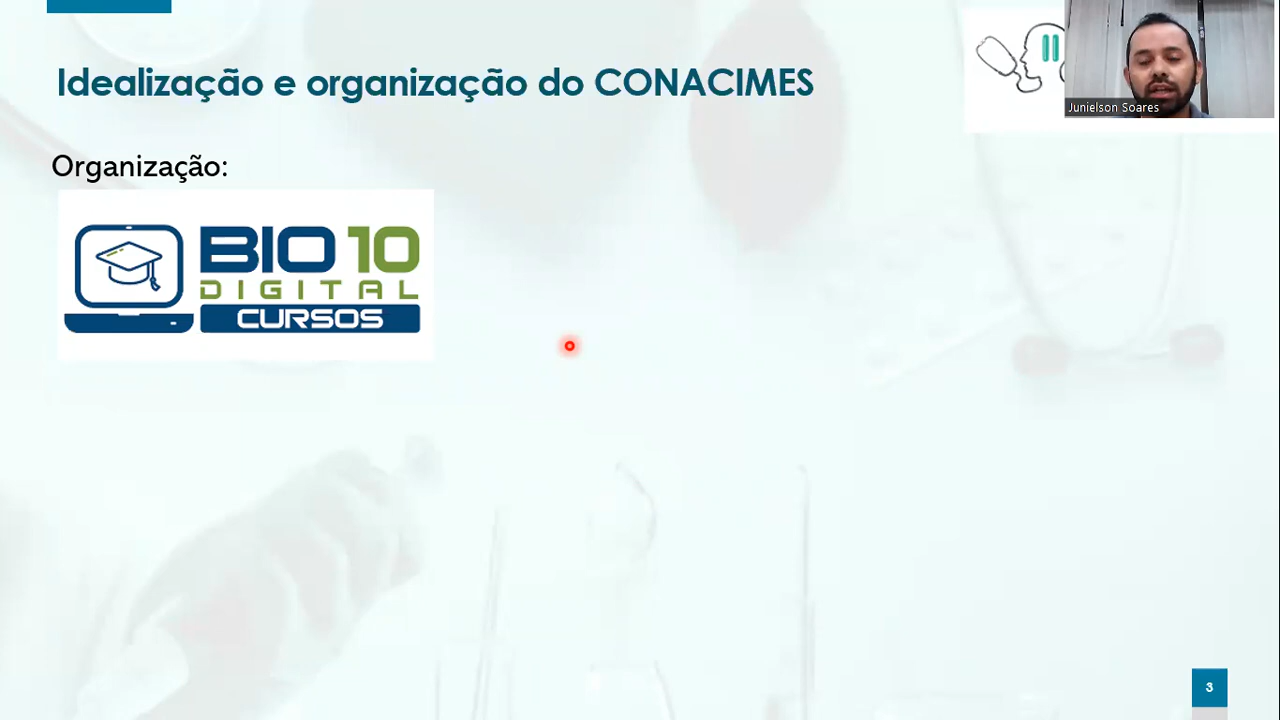 Idealização e organização do CONACIMES
Junielson Soares
Organização:
BIO 10
DIGITAL
CURSOS
3